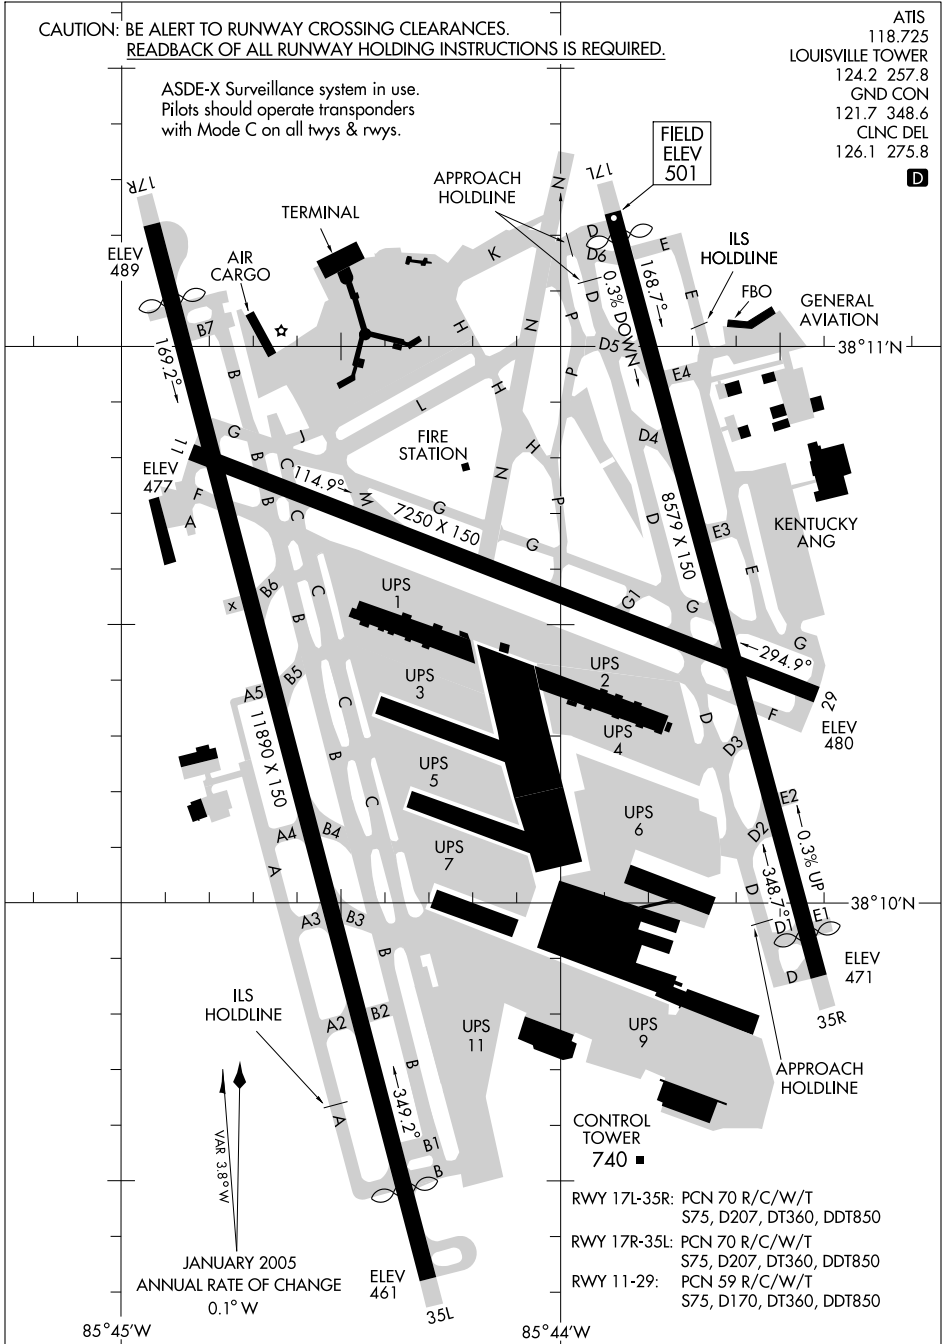 CAUTION: BE ALERT TO RUNWAY CROSSING CLEARANCES.
READBACK OF ALL RUNWAY HOLDING INSTRUCTIONS IS REQUIRED.
ATIS
118.725
LOUISVILLE TOWER
124.2 257.8
GND CON
121.7 348.6
CLNC DEL
126.1 275.8
D
ASDE-X Surveillance system in use.
Pilots should operate transponders
with Mode C on all twys & rwys.
FIELD
ELEV
501
APPROACH
HOLDLINE
17R
17L
N
TERMINAL
ELEV
489
AIR
CARGO
K
D
D6
E
ILS
HOLDLINE
FBO
GENERAL
AVIATION
B7
H
N
P
D
0.3% DOWN
168.7°
E
38°11'N
169.2°
B
H
P
D5
E4
L
J
G
FIRE
STATION
H
D4
11
ELEV
477
B
C
114.9°
M
N
P
F
A
B
C
7250 X 150
G
G
D
8579 X 150
E3
E
KENTUCKY
ANG
x
B6
C
B
UPS
1
G1
G
G
294.9°
29
ELEV
480
A5
B5
C
UPS
3
UPS
2
D
F
UPS
4
D3
11890 X 150
B
C
UPS
5
E2
A4
B4
A
UPS
7
UPS
6
D2
0.3% UP
348.7°
D
A3
B3
B
38°10'N
D1
E1
D
ELEV
471
35R
ILS
HOLDLINE
A2
B2
B
UPS
11
UPS
9
APPROACH
HOLDLINE
A
349.2°
B1
B
CONTROL
TOWER
740
VAR 3.8°W
JANUARY 2005
ANNUAL RATE OF CHANGE
0.1°W
ELEV
461
35L
RWY 17L-35R: PCN 70 R/C/W/T
S75, D207, DT360, DDT850
RWY 17R-35L: PCN 70 R/C/W/T
S75, D207, DT360, DDT850
RWY 11-29: PCN 59 R/C/W/T
S75, D170, DT360, DDT850
85°45'W
85°44'W